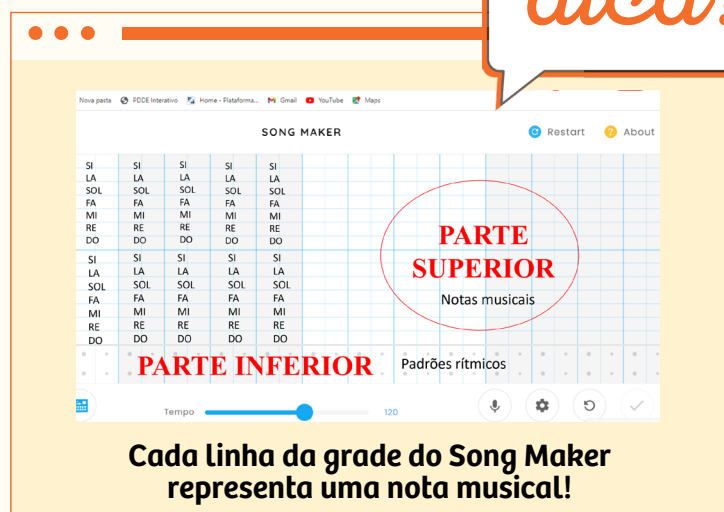 dica!
Nova pasta PDDE Interativo Home - Plataforma... Gmail YouTube Maps
SONG MAKER Restart About
SI SI SI SI SI
LA LA LA LA LA
SOL SOL SOL SOL SOL
FA FA FA FA FA
MI MI MI MI MI
RE RE RE RE RE
DO DO DO DO DO
SI SI SI SI SI
LA LA LA LA LA
SOL SOL SOL SOL SOL
FA FA FA FA FA
MI MI MI MI MI
RE RE RE RE RE
DO DO DO DO DO
PARTE
SUPERIOR
Notas musicais
PARTE INFERIOR Padrões rítmicos
Tempo 120
Cada linha da grade do Song Maker
representa uma nota musical!